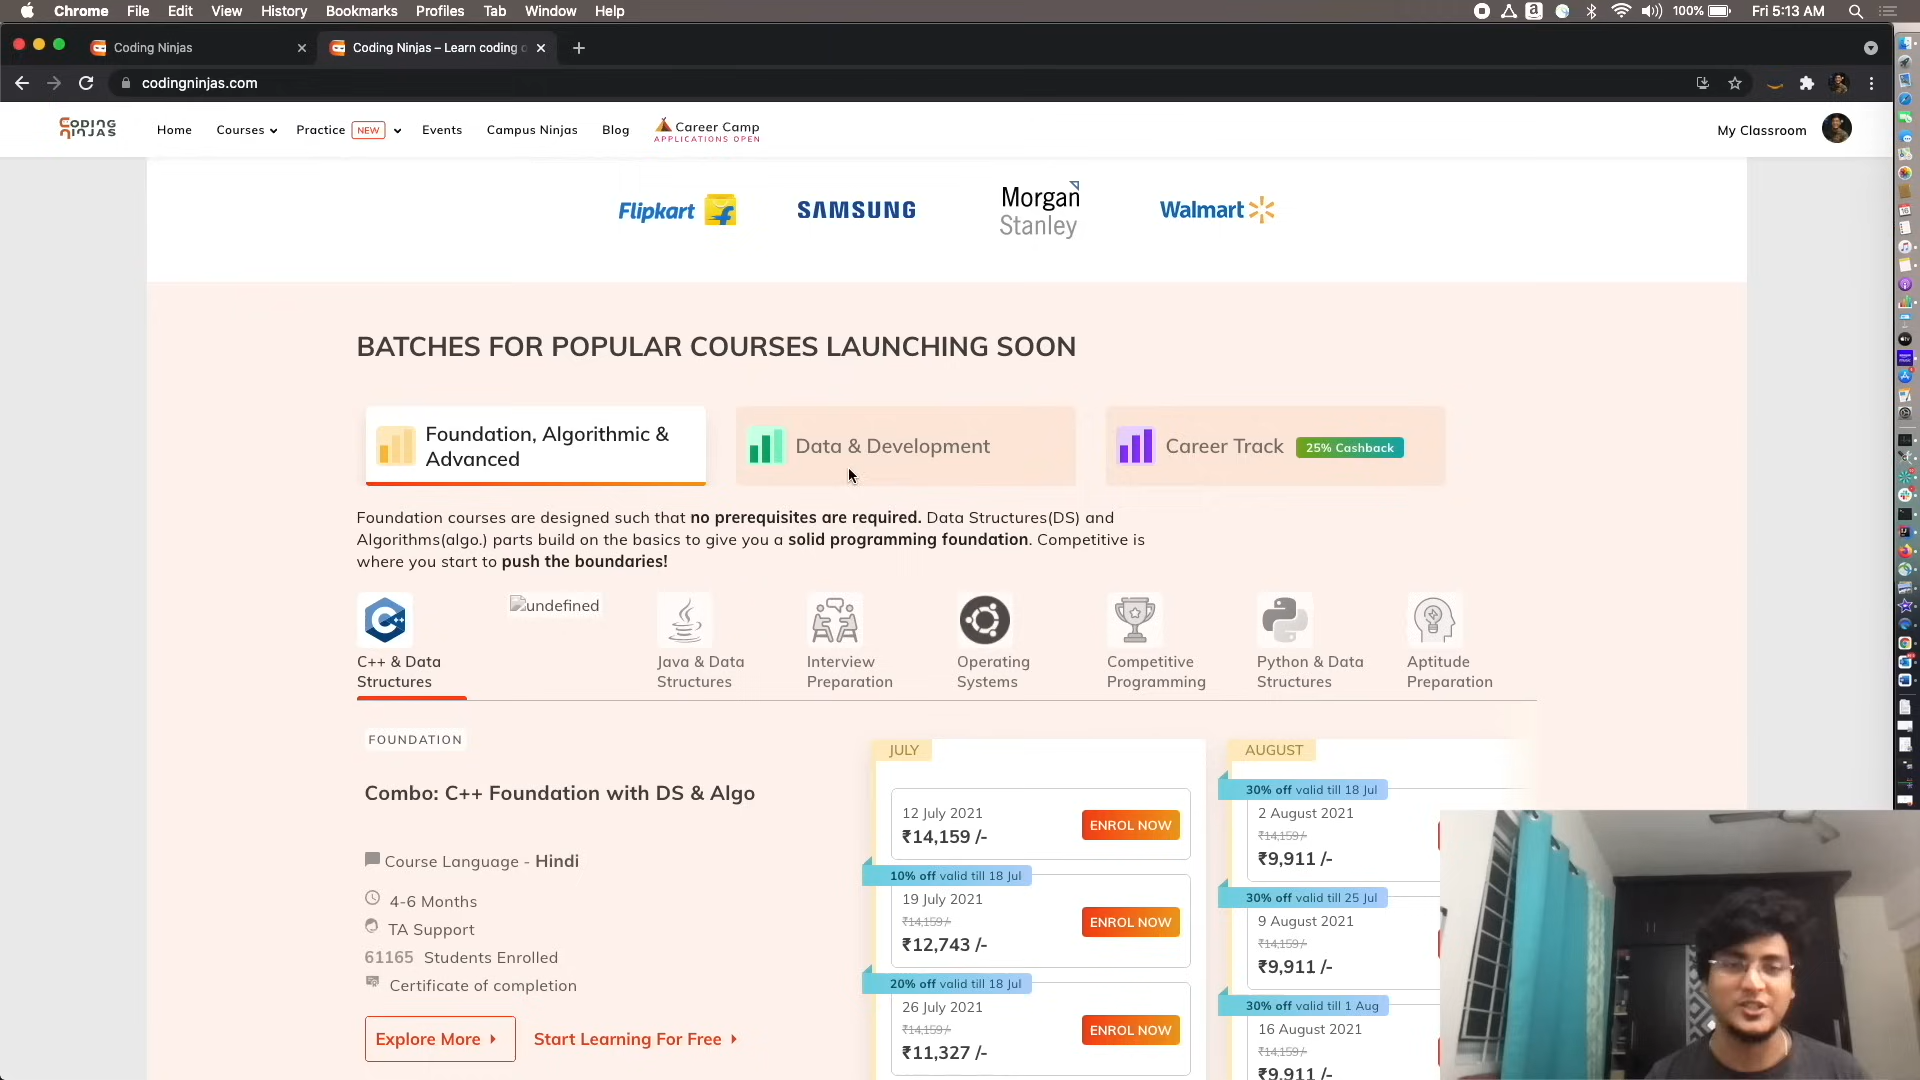 Chrome File Edit View History Bookmarks Profiles Tab Window Help
100% Fri 5:13 AM
Coding Ninjas
Coding Ninjas – Learn coding
codingninjas.com
CODING NINJAS
Home Courses Practice NEW Events Campus Ninjas Blog Career Camp
APPLICATIONS OPEN
My Classroom
Flipkart SAMSUNG Morgan Stanley Walmart
BATCHES FOR POPULAR COURSES LAUNCHING SOON
Foundation, Algorithmic &
Advanced
Data & Development
Career Track 25% Cashback
Foundation courses are designed such that no prerequisites are required. Data Structures(DS) and
Algorithms(algo.) parts build on the basics to give you a solid programming foundation. Competitive is
where you start to push the boundaries!
undefined
C++ & Data
Structures
Java & Data
Structures
Interview
Preparation
Operating
Systems
Competitive
Programming
Python & Data
Structures
Aptitude
Preparation
FOUNDATION
Combo: C++ Foundation with DS & Algo
Course Language - Hindi
4-6 Months
TA Support
61165 Students Enrolled
Certificate of completion
Explore More
Start Learning For Free
JULY
12 July 2021
₹14,159 /-
ENROL NOW
10% off valid till 18 Jul
19 July 2021
₹14,159 /-
₹12,743 /-
ENROL NOW
20% off valid till 18 Jul
26 July 2021
₹14,159 /-
₹11,327 /-
ENROL NOW
AUGUST
30% off valid till 18 Jul
2 August 2021
₹14,159 /-
₹9,911 /-
30% off valid till 25 Jul
9 August 2021
₹14,159 /-
₹9,911 /-
30% off valid till 1 Aug
16 August 2021
₹14,159 /-
₹9,911 /-